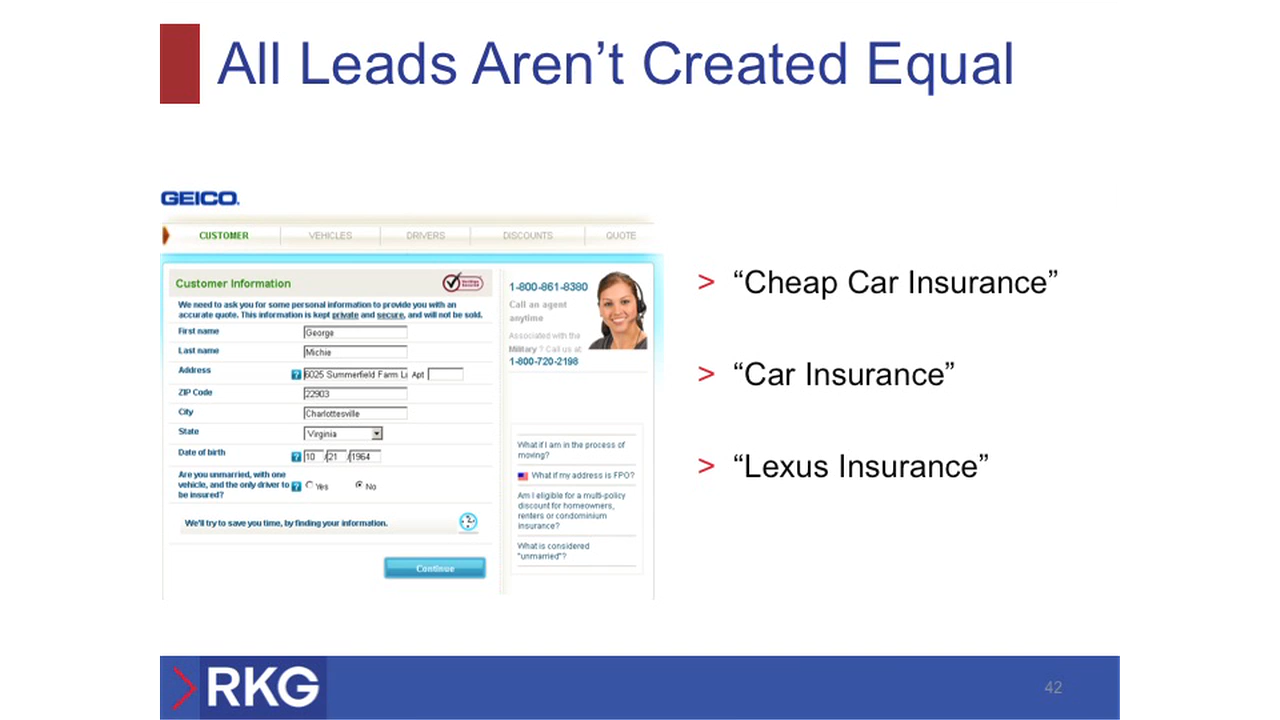 All Leads Aren’t Created Equal
GEICO.
CUSTOMER VEHICLES DRIVERS DISCOUNTS QUOTE
Customer Information
We need to ask you for some personal information to provide you with an
accurate quote. This information is kept private and secure, and will not be sold.
First name George
Last name Michie
Address ? 6025 Summerfield Farm L Apt
ZIP Code 22903
City Charlottesville
State Virginia
Date of birth ? 10 / 21 / 1964
Are you unmarried, with one
vehicle, and the only driver to ? Yes No
be insured?
We'll try to save you time, by finding your information.
Continue
1-800-861-8380
Call an agent
anytime
Associated with the
Military ? Call us at:
1-800-720-2198
What if I am in the process of
moving?
What if my address is FPO?
Am I eligible for a multi-policy
discount for homeowners,
renters or condominium
insurance?
What is considered
"unmarried"?
> “Cheap Car Insurance”
> “Car Insurance”
> “Lexus Insurance”
RKG
42